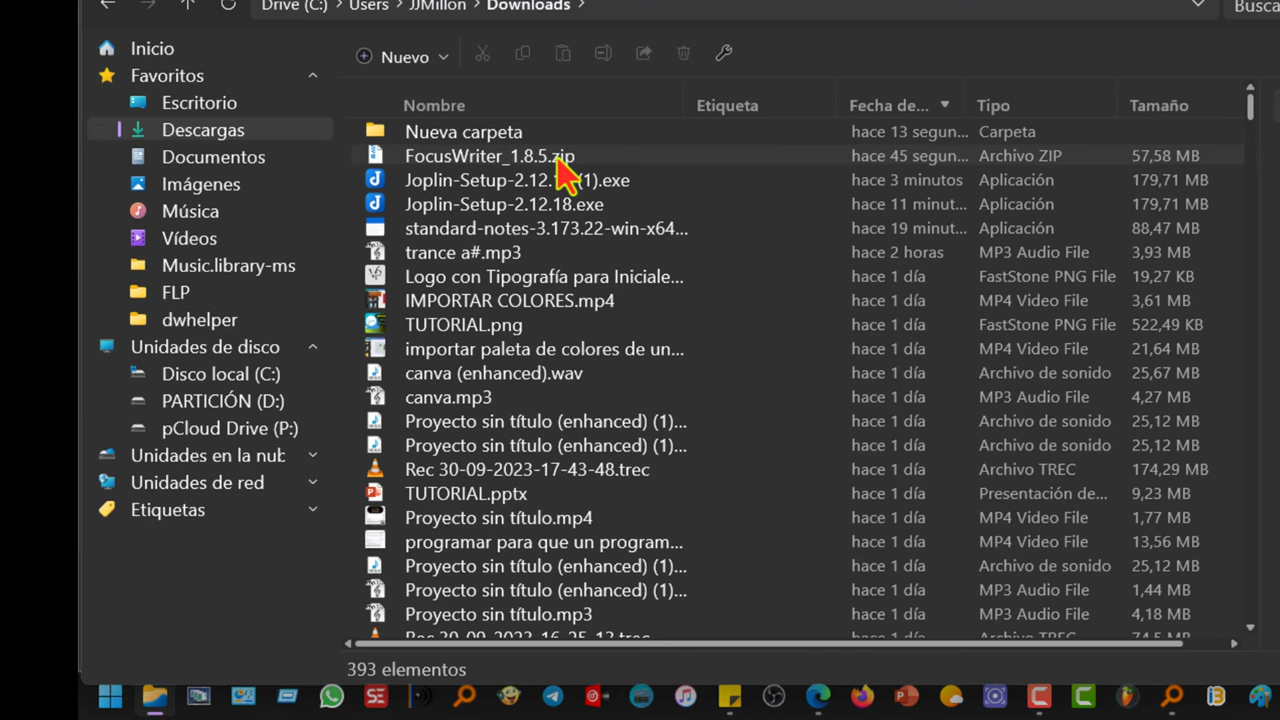 Drive (C:) > Users > JJMillon > Downloads >
Busca
Inicio
Favoritos
Escritorio
Descargas
Documentos
Imágenes
Música
Vídeos
Music.library-ms
FLP
dwhelper
Unidades de disco
Disco local (C:)
PARTICIÓN (D:)
pCloud Drive (P:)
Unidades en la nub
Unidades de red
Etiquetas
Nuevo
Nombre Etiqueta Fecha de... Tipo Tamaño
Nueva carpeta hace 13 segun... Carpeta
FocusWriter_1.8.5.zip hace 45 segun... Archivo ZIP 57,58 MB
Joplin-Setup-2.12. (1).exe hace 3 minutos Aplicación 179,71 MB
Joplin-Setup-2.12.18.exe hace 11 minut... Aplicación 179,71 MB
standard-notes-3.173.22-win-x64... hace 19 minut... Aplicación 88,47 MB
trance a#.mp3 hace 2 horas MP3 Audio File 3,93 MB
Logo con Tipografía para Iniciale... hace 1 día FastStone PNG File 19,27 KB
IMPORTAR COLORES.mp4 hace 1 día MP4 Video File 3,61 MB
TUTORIAL.png hace 1 día FastStone PNG File 522,49 KB
importar paleta de colores de un... hace 1 día MP4 Video File 21,64 MB
canva (enhanced).wav hace 1 día Archivo de sonido 25,67 MB
canva.mp3 hace 1 día MP3 Audio File 4,27 MB
Proyecto sin título (enhanced) (1)... hace 1 día Archivo de sonido 25,12 MB
Proyecto sin título (enhanced) (1)... hace 1 día Archivo de sonido 25,12 MB
Rec 30-09-2023-17-43-48.trec hace 1 día Archivo TREC 174,29 MB
TUTORIAL.pptx hace 1 día Presentación de... 9,23 MB
Proyecto sin título.mp4 hace 1 día MP4 Video File 1,77 MB
programar para que un program... hace 1 día MP4 Video File 13,56 MB
Proyecto sin título (enhanced) (1)... hace 1 día Archivo de sonido 25,12 MB
Proyecto sin título (enhanced) (1)... hace 1 día MP3 Audio File 1,44 MB
Proyecto sin título.mp3 hace 1 día MP3 Audio File 4,18 MB
Rec 30-09-2023-16-25-13.trec hace 1 día Archivo TREC 74,5 MB
393 elementos